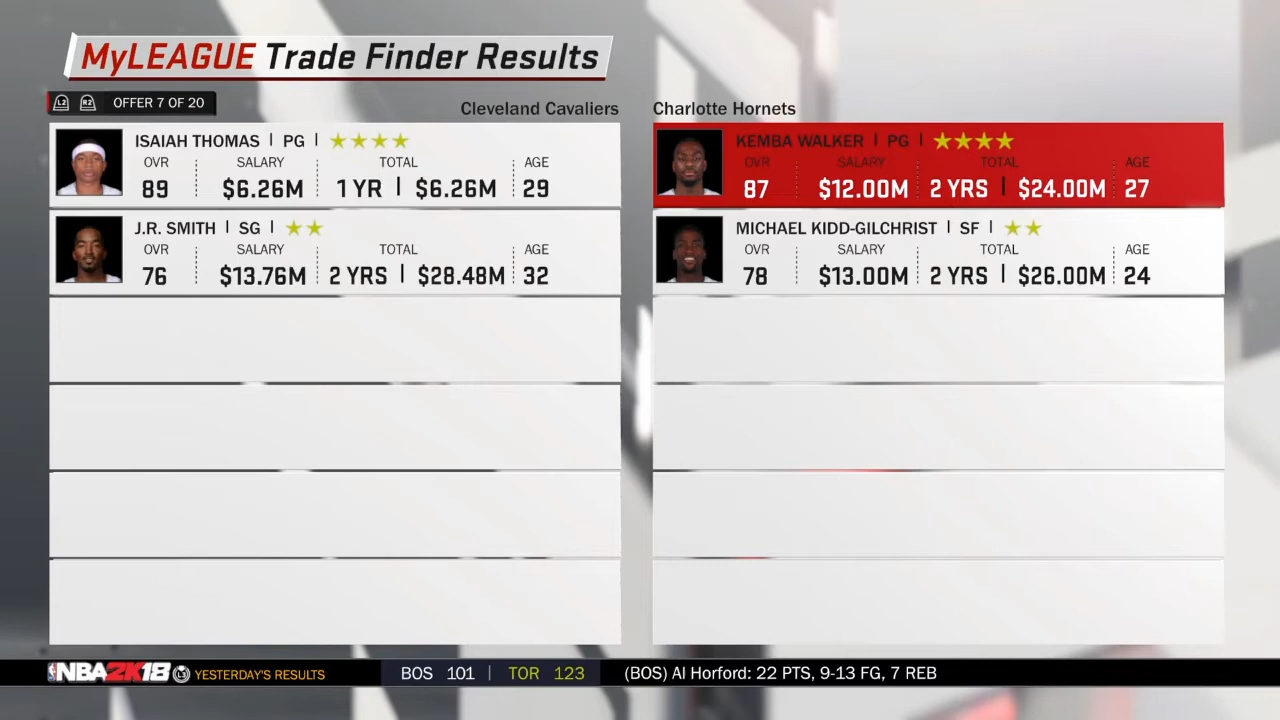 MyLEAGUE Trade Finder Results
L2 R2 OFFER 7 OF 20
Cleveland Cavaliers
ISAIAH THOMAS | PG |
OVR SALARY TOTAL AGE
89 $6.26M 1 YR | $6.26M 29
J.R. SMITH | SG |
OVR SALARY TOTAL AGE
76 $13.76M 2 YRS | $28.48M 32
Charlotte Hornets
KEMBA WALKER | PG |
OVR SALARY TOTAL AGE
87 $12.00M 2 YRS | $24.00M 27
MICHAEL KIDD-GILCHRIST | SF |
OVR SALARY TOTAL AGE
78 $13.00M 2 YRS | $26.00M 24
NBA2K18 YESTERDAY'S RESULTS BOS 101 | TOR 123 (BOS) Al Horford: 22 PTS, 9-13 FG, 7 REB